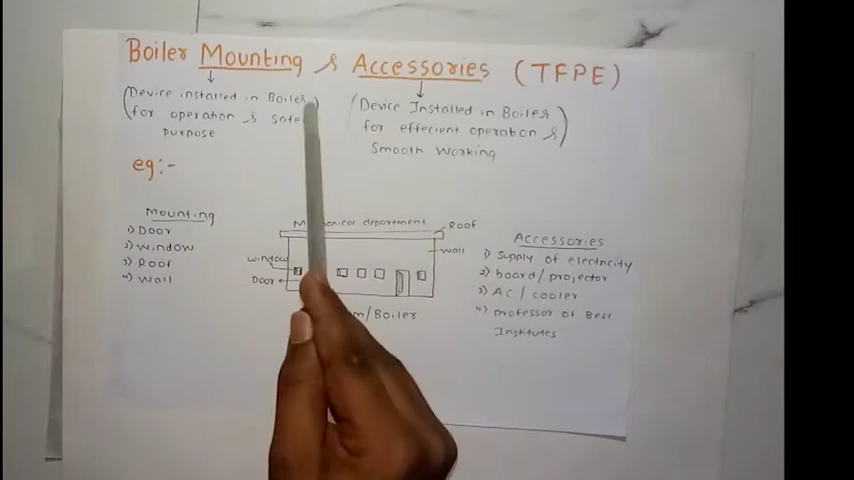 Boiler Mounting & Accessories (TFPE)
(Device installed in Boiler)
for operation & safe
purpose
(Device Installed in Boiler
for effecient operation &
Smooth working)
eg:-
Mounting
1) Door
2) window
3) Roof
4) wall
department
Roof
wall
window
Door
/Boiler
Accessories
1) Supply of electricity
2) board/projector
3) AC / cooler
4) professor of Best
Institutes